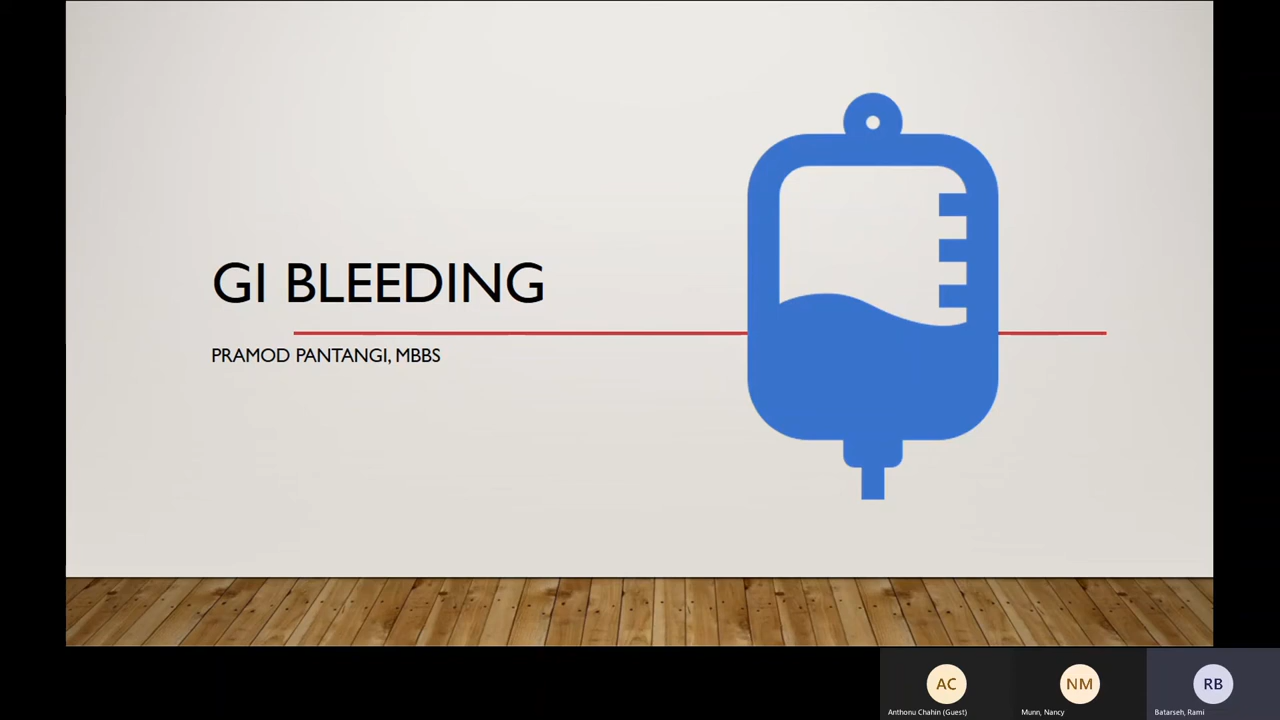 GI BLEEDING
PRAMOD PANTANGI, MBBS
AC
NM
RB
Anthonu Chahin (Guest)
Munn, Nancy
Batarseh, Rami